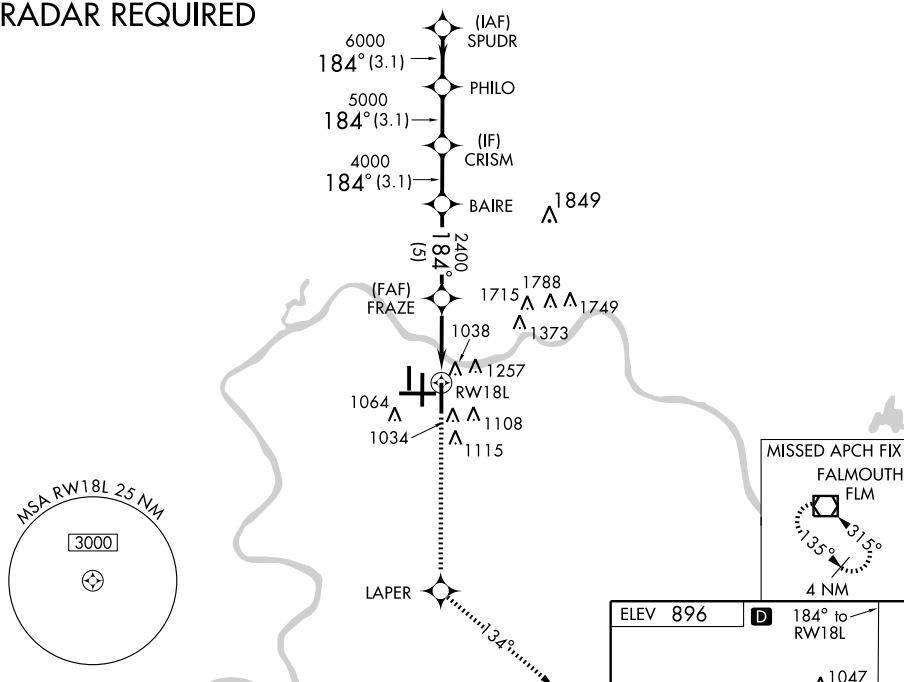 RADAR REQUIRED
(IAF)
SPUDR
6000
184° (3.1)
PHILO
5000
184° (3.1)
(IF)
CRISM
4000
184° (3.1)
BAIRE
1849
2400
184°
(5)
(FAF)
FRAZE
1715
1788
1749
1373
1038
1257
RW18L
1064
1034
1108
1115
MSA RW18L 25 NM
3000
LAPER
134°
MISSED APCH FIX
FALMOUTH
FLM
315°
135°
4 NM
ELEV 896
D
184° to
RW18L
1047